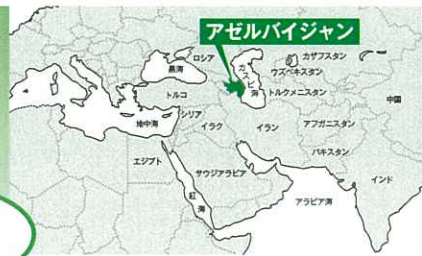 アゼルバイジャン
ロシア
カザフスタン
黒海
カスピ海
ウズベキスタン
トルコ
トルクメニスタン
中国
シリア
地中海
イラク
イラン
アフガニスタン
パキスタン
エジプト
サウジアラビア
インド
紅海
アラビア海